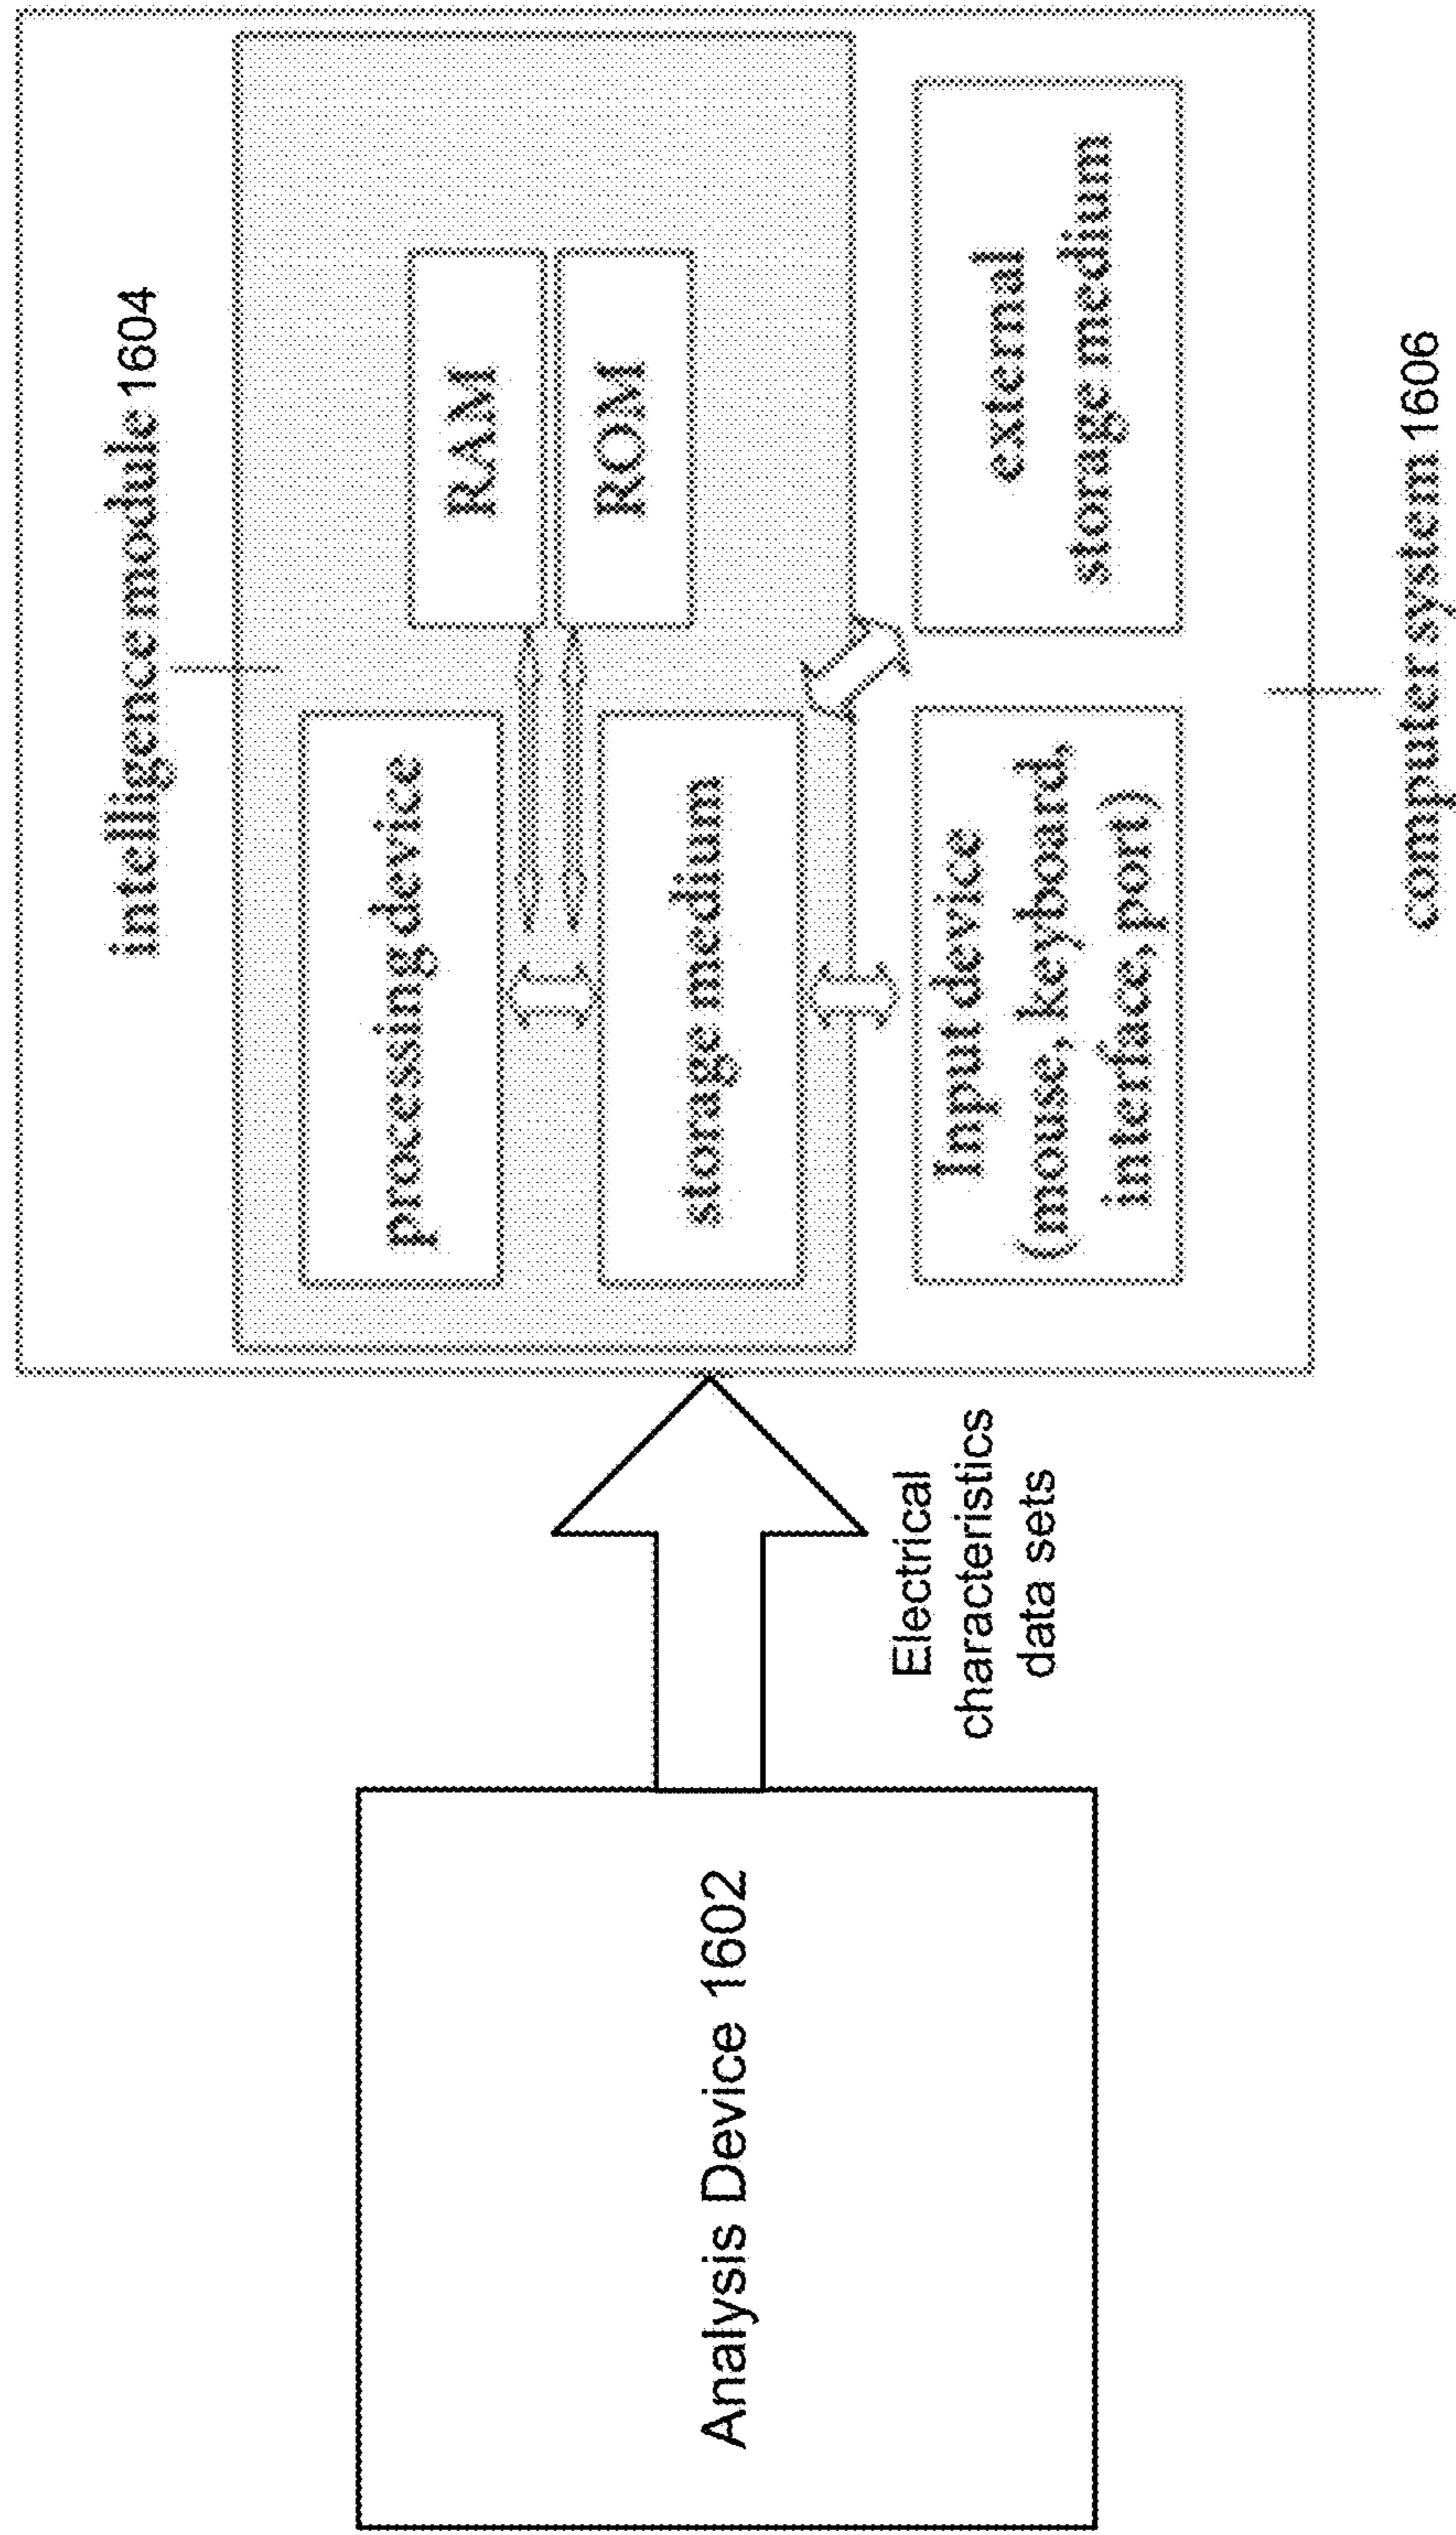 intelligence module 1604
processing device
RAM
ROM
storage medium
Input device
(mouse, keyboard,
interface, port)
external
storage medium
computer system 1606
Analysis Device 1602
Electrical
characteristics
data sets